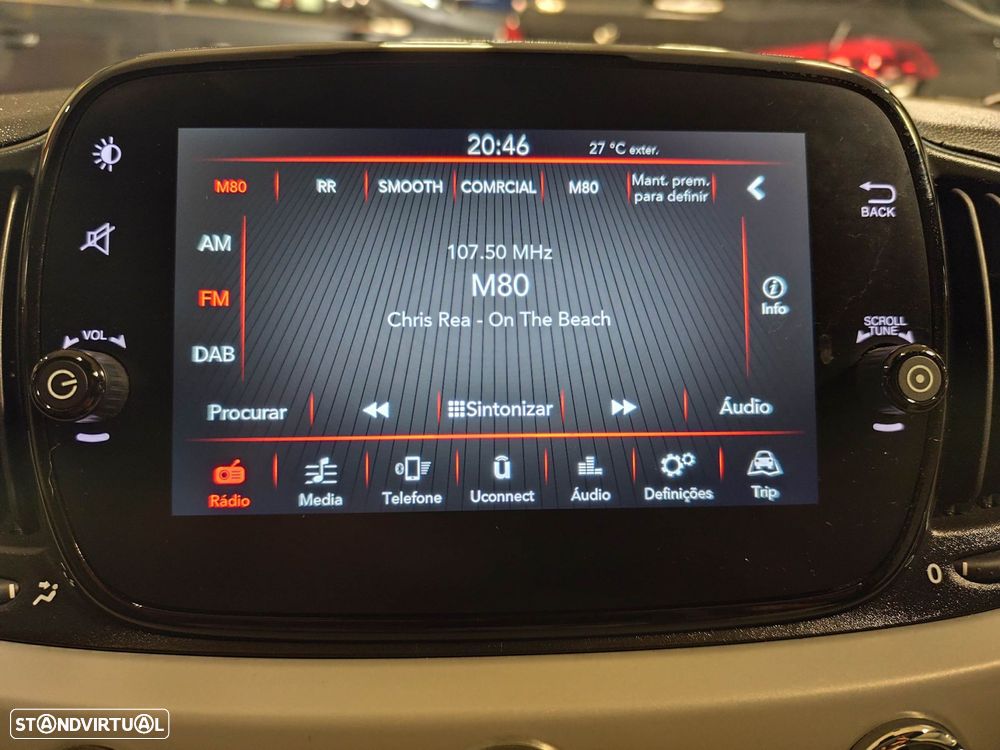 20:46
27 °C exter.
M80
RR
SMOOTH
COMRCIAL
M80
Mant. prem.
para definir
BACK
AM
107.50 MHz
FM
M80
Info
Chris Rea - On The Beach
VOL
SCROLL
TUNE
DAB
Procurar
Sintonizar
Áudio
Rádio
Media
Telefone
Uconnect
Áudio
Definições
Trip
0
STANDVIRTUAL